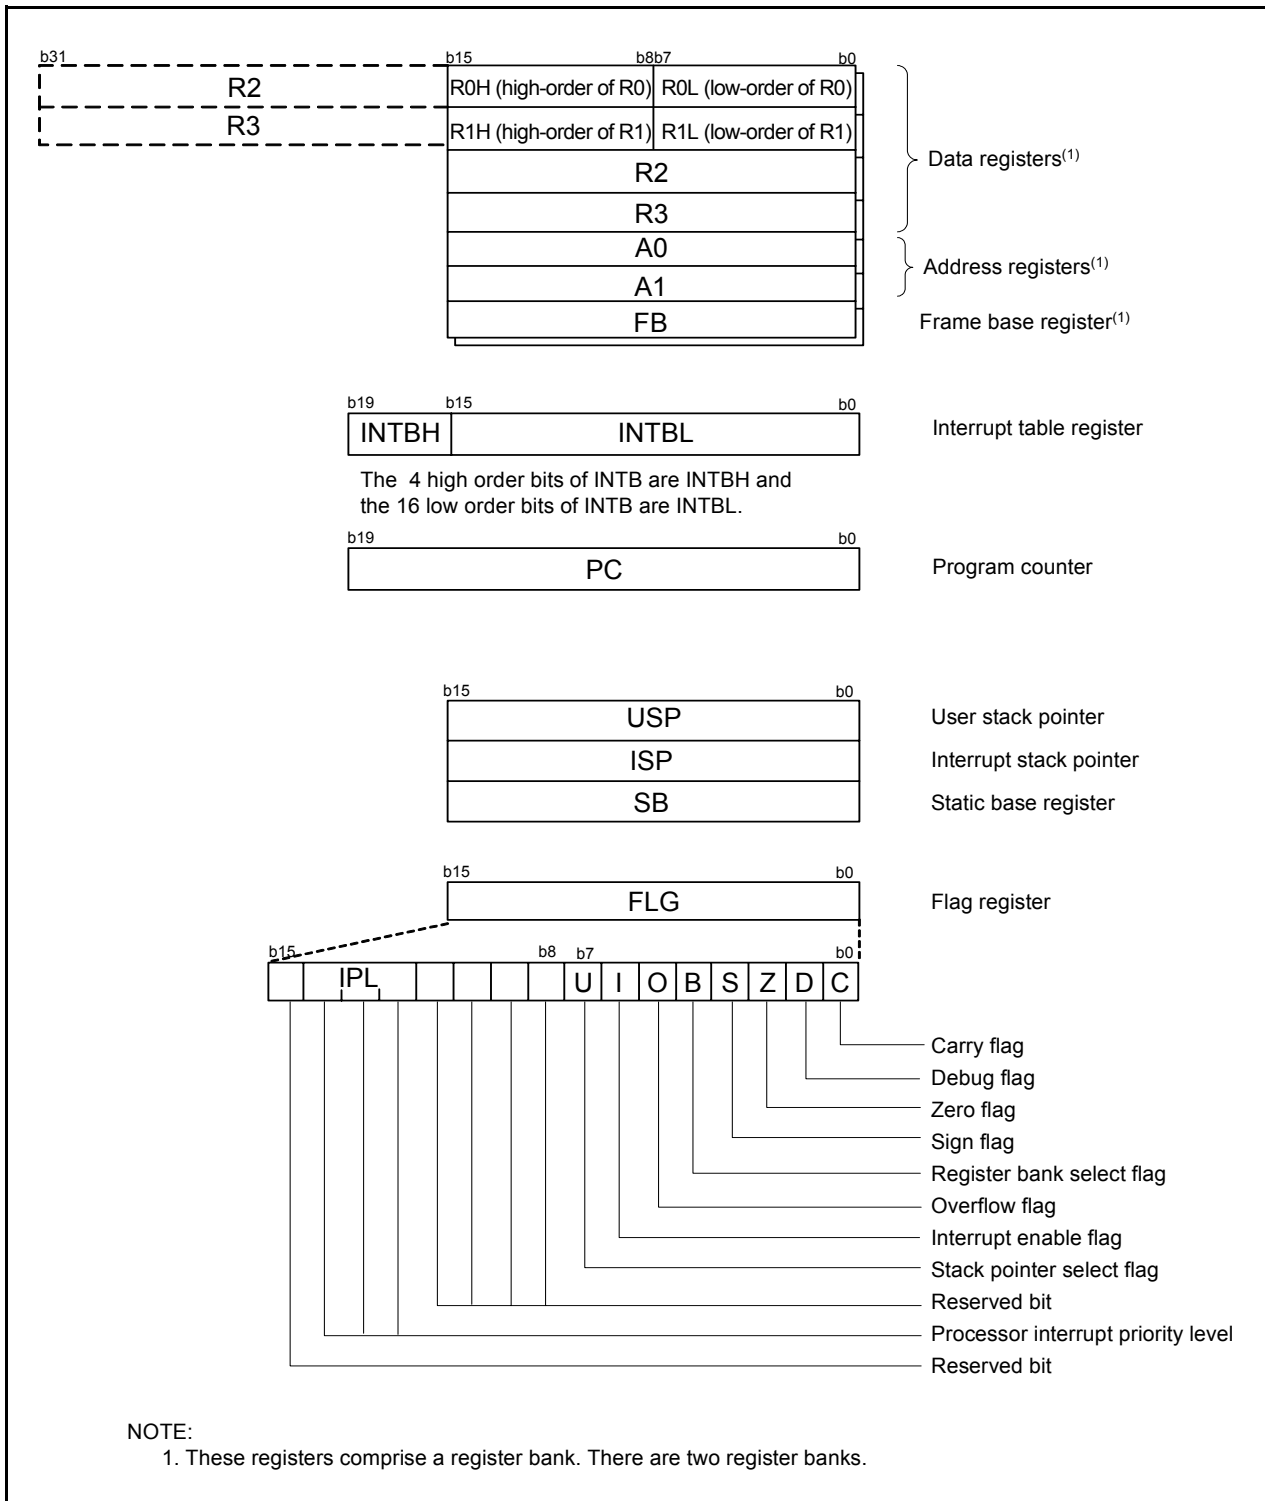 b31 b15 b8b7 b0
R2 R0H (high-order of R0) R0L (low-order of R0)
R3 R1H (high-order of R1) R1L (low-order of R1)
Data registers(1)
R2
R3
A0
Address registers(1)
A1
FB Frame base register(1)
b19 b15 b0
INTBH INTBL Interrupt table register
The 4 high order bits of INTB are INTBH and
the 16 low order bits of INTB are INTBL.
b19 b0
PC Program counter
b15 b0
USP User stack pointer
ISP Interrupt stack pointer
SB Static base register
b15 b0
FLG Flag register
b15 b8 b7 b0
IPL U I O B S Z D C
Carry flag
Debug flag
Zero flag
Sign flag
Register bank select flag
Overflow flag
Interrupt enable flag
Stack pointer select flag
Reserved bit
Processor interrupt priority level
Reserved bit
NOTE:
1. These registers comprise a register bank. There are two register banks.